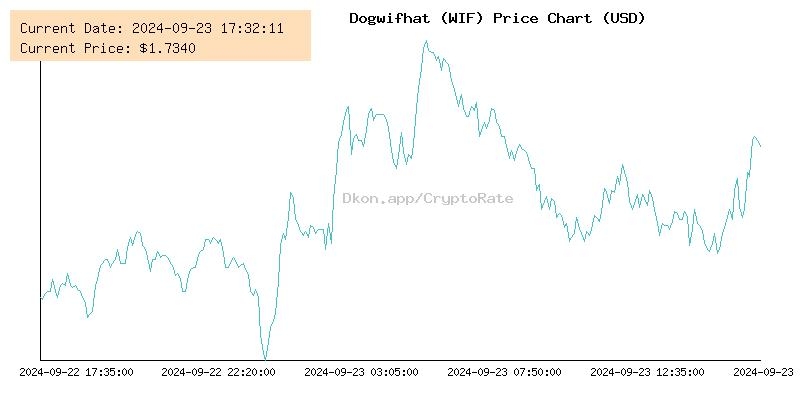 Dogwifhat (WIF) Price Chart (USD)
Current Date: 2024-09-23 17:32:11
Current Price: $1.7340
Dkon.app/CryptoRate
2024-09-22 17:35:00
2024-09-22 22:20:00
2024-09-23 03:05:00
2024-09-23 07:50:00
2024-09-23 12:35:00
2024-09-23